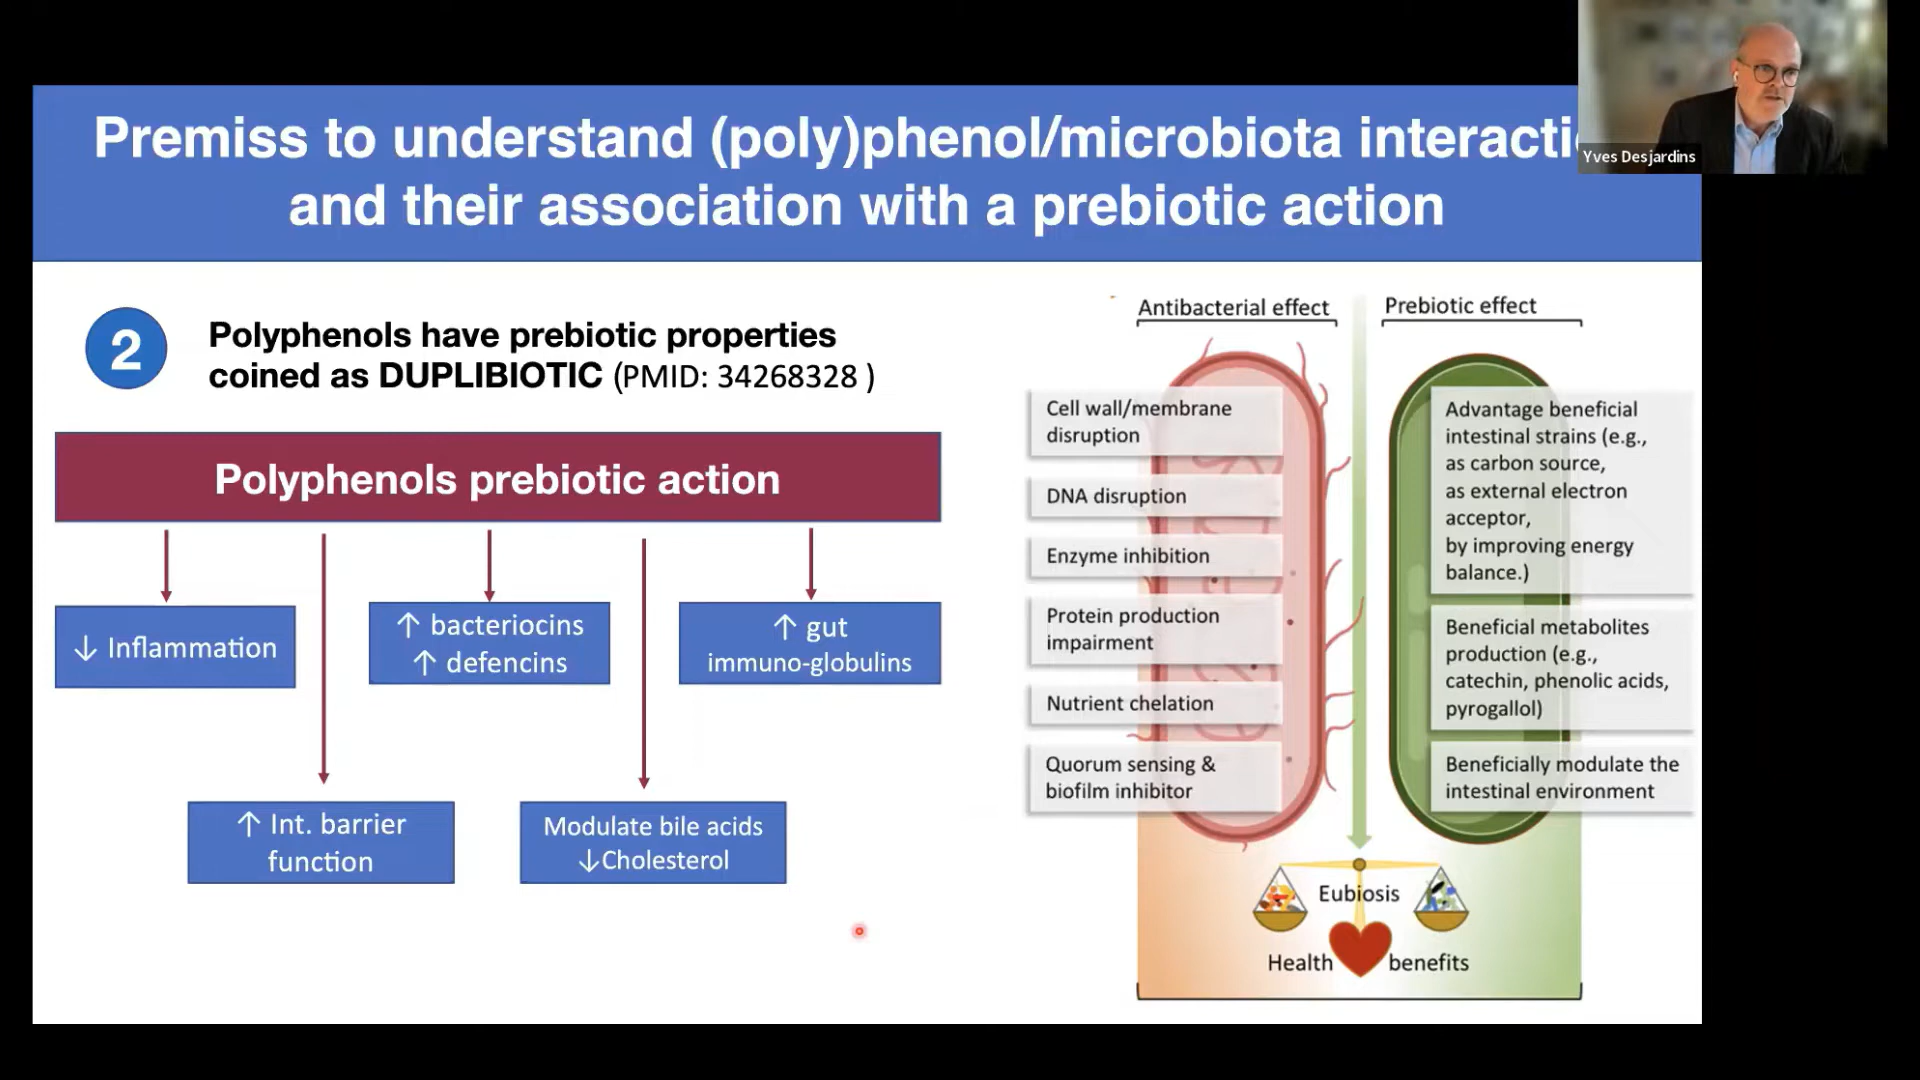 Premiss to understand (poly)phenol/microbiota interacti
and their association with a prebiotic action
Yves Desjardins
2
Polyphenols have prebiotic properties
coined as DUPLIBIOTIC (PMID: 34268328 )
Polyphenols prebiotic action
↓ Inflammation
↑ bacteriocins
↑ defencins
↑ gut
immuno-globulins
↑ Int. barrier
function
Modulate bile acids
↓Cholesterol
Antibacterial effect
Cell wall/membrane
disruption
DNA disruption
Enzyme inhibition
Protein production
impairment
Nutrient chelation
Quorum sensing &
biofilm inhibitor
Prebiotic effect
Advantage beneficial
intestinal strains (e.g.,
as carbon source,
as external electron
acceptor,
by improving energy
balance.)
Beneficial metabolites
production (e.g.,
catechin, phenolic acids,
pyrogallol)
Beneficially modulate the
intestinal environment
Eubiosis
Health benefits